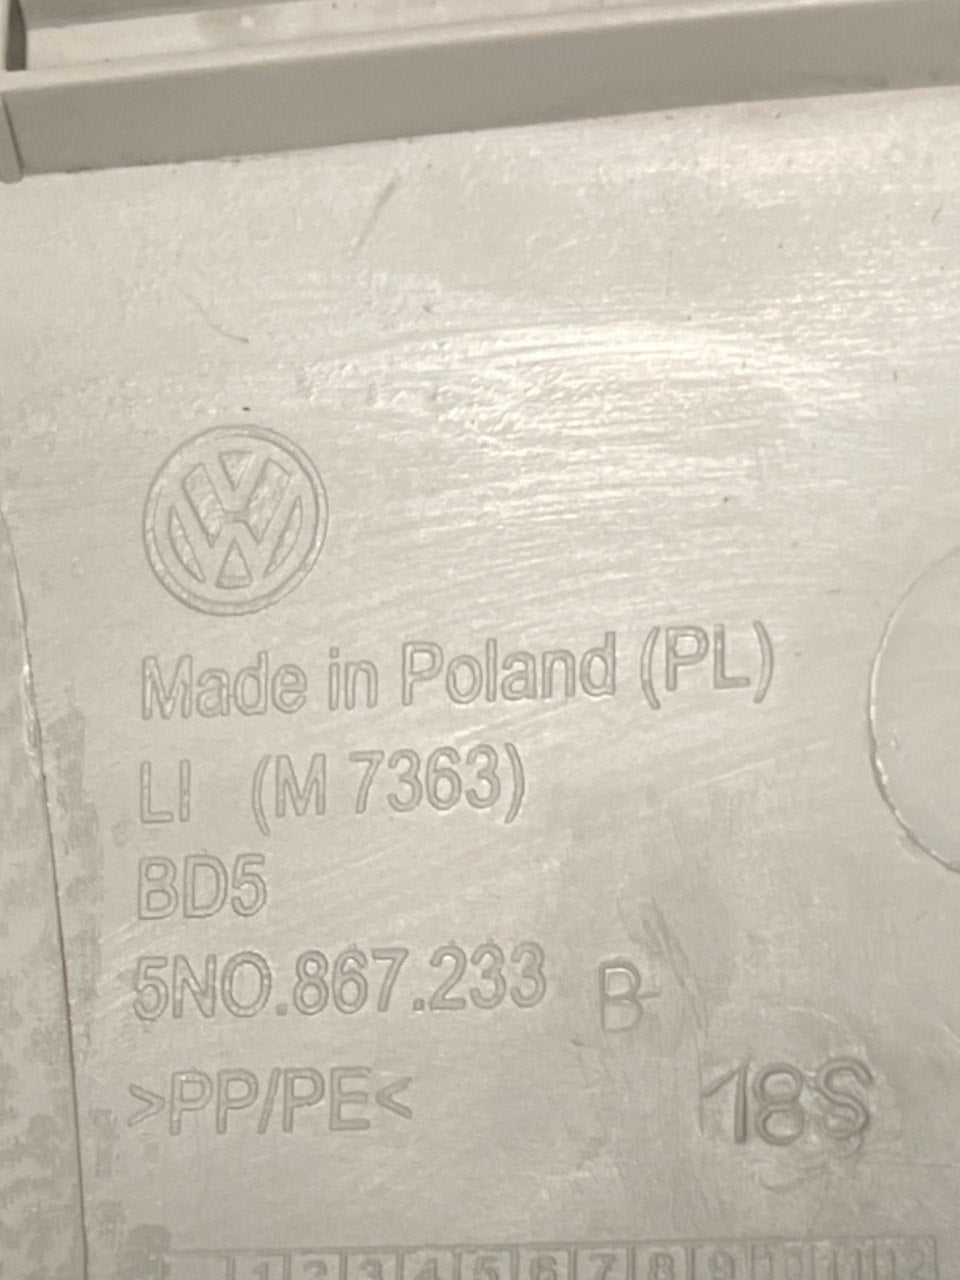 Made in Poland (PL)
LI (M 7363)
BD5
5NO.867.233 B
>PP/PE<
18S
1 2 3 4 5 6 7 8 9 10 11 12